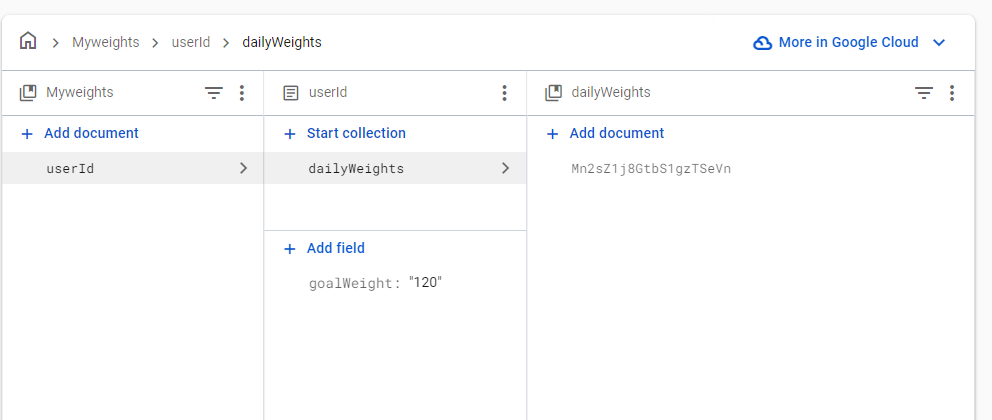 Myweights userId dailyWeights More in Google Cloud
Myweights userId dailyWeights
+ Add document + Start collection + Add document
userId dailyWeights Mn2sZ1j8GtbS1gzTSeVn
+ Add field
goalWeight: "120"